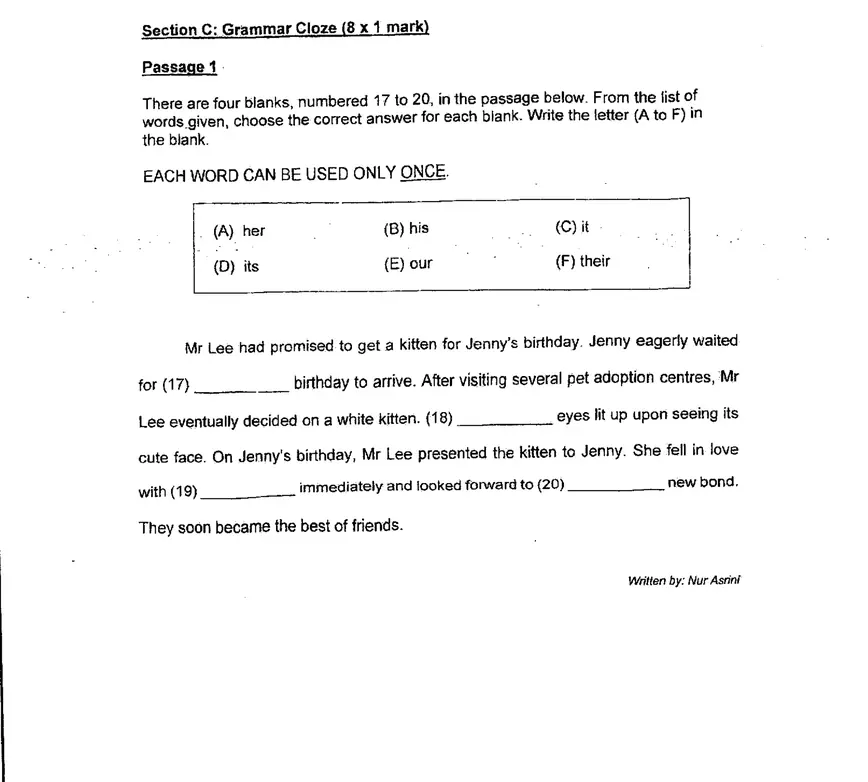 Section C: Grammar Cloze (8 x 1 mark)
Passage 1
There are four blanks, numbered 17 to 20, in the passage below. From the list of
words given, choose the correct answer for each blank. Write the letter (A to F) in
the blank.
EACH WORD CAN BE USED ONLY ONCE.
(A) her (B) his (C) it
(D) its (E) our (F) their
Mr Lee had promised to get a kitten for Jenny's birthday. Jenny eagerly waited
for (17) __________ birthday to arrive. After visiting several pet adoption centres, Mr
Lee eventually decided on a white kitten. (18) __________ eyes lit up upon seeing its
cute face. On Jenny's birthday, Mr Lee presented the kitten to Jenny. She fell in love
with (19) __________ immediately and looked forward to (20) __________ new bond.
They soon became the best of friends.
Written by: Nur Asrini